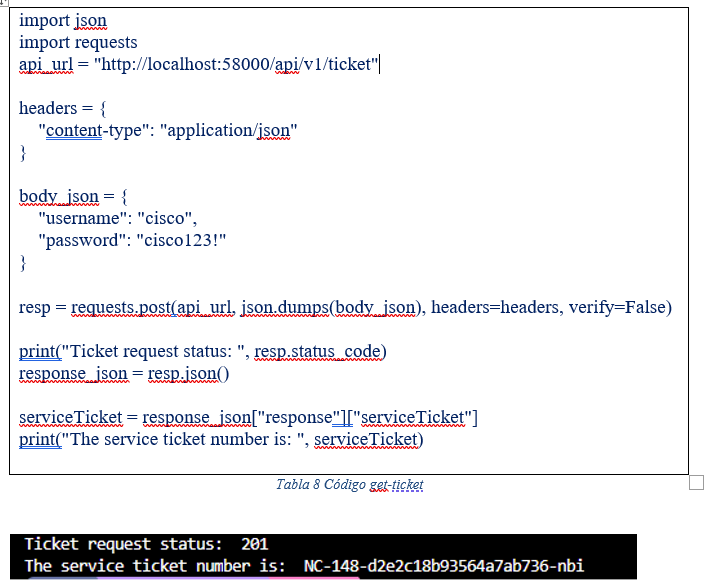 import json
import requests
api_url = "http://localhost:58000/api/v1/ticket"
headers = {
"content-type": "application/json"
}
body_json = {
"username": "cisco",
"password": "cisco123!"
}
resp = requests.post(api_url, json.dumps(body_json), headers=headers, verify=False)
print("Ticket request status: ", resp.status_code)
response_json = resp.json()
serviceTicket = response_json["response"]["serviceTicket"]
print("The service ticket number is: ", serviceTicket)
Tabla 8 Código get-ticket
Ticket request status:  201
The service ticket number is:  NC-148-d2e2c18b93564a7ab736-nbi